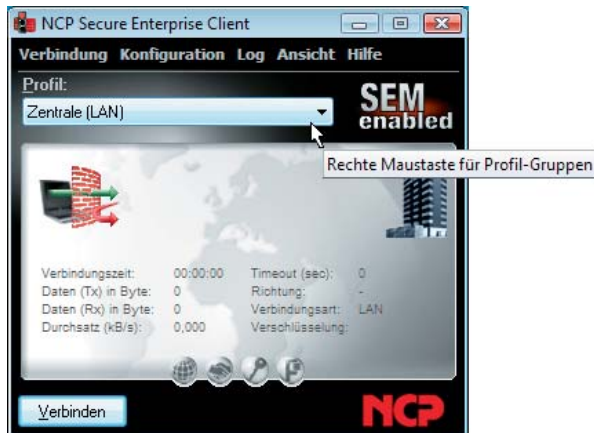 NCP Secure Enterprise Client
Verbindung Konfiguration Log Ansicht Hilfe
Profil:
Zentrale (LAN)
SEM
enabled
Rechte Maustaste für Profil-Gruppen
Verbindungszeit: 00:00:00 Timeout (sec): 0
Daten (Tx) in Byte: 0 Richtung: -
Daten (Rx) in Byte: 0 Verbindungsart: LAN
Durchsatz (kB/s): 0,000 Verschlüsselung:
Verbinden
NCP